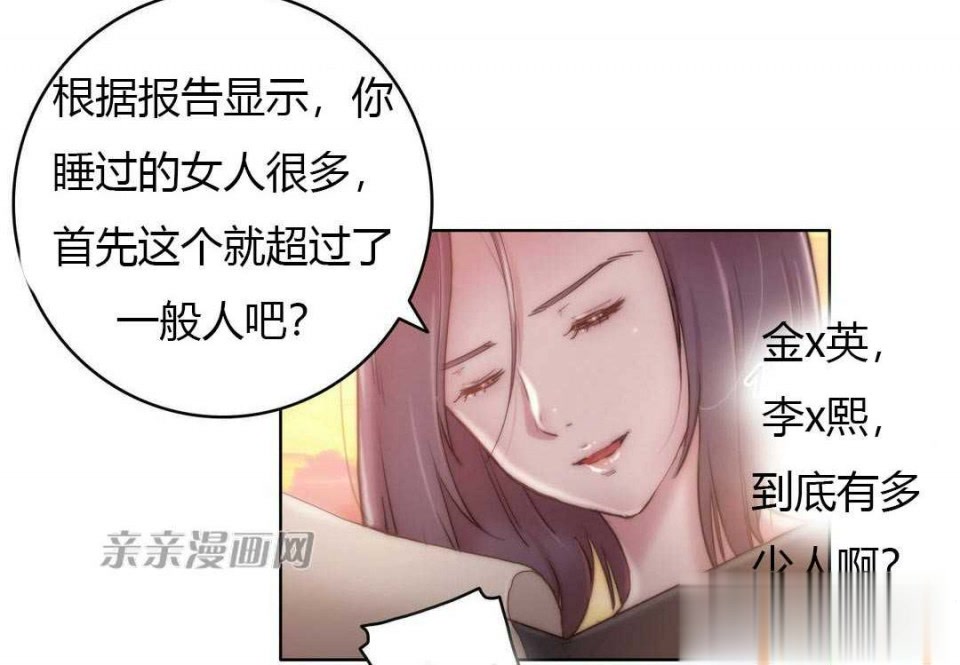 根据报告显示，你
睡过的女人很多，
首先这个就超过了
一般人吧？
金x英，
李x熙，
到底有多
少人啊？
亲亲漫画网